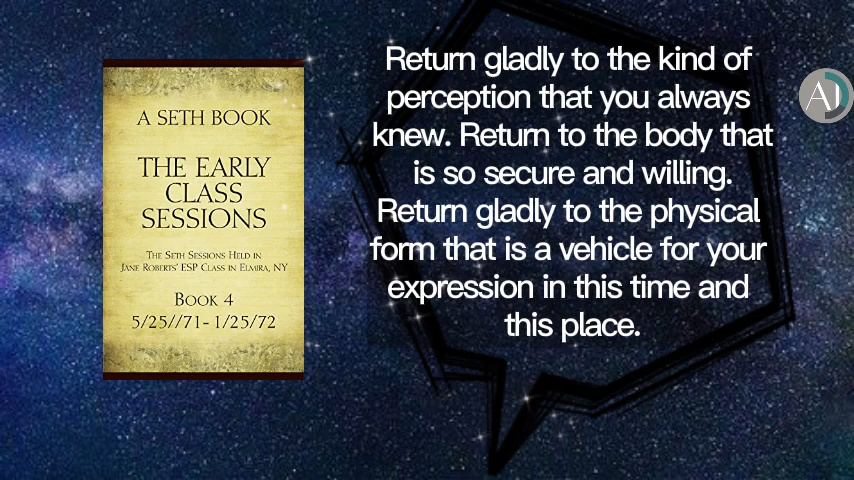 A SETH BOOK
THE EARLY
CLASS
SESSIONS
THE SETH SESSIONS HELD IN
JANE ROBERTS' ESP CLASS IN ELMIRA, NY
BOOK 4
5/25//71- 1/25/72
Return gladly to the kind of
perception that you always
knew. Return to the body that
is so secure and willing.
Return gladly to the physical
form that is a vehicle for your
expression in this time and
this place.
AJ